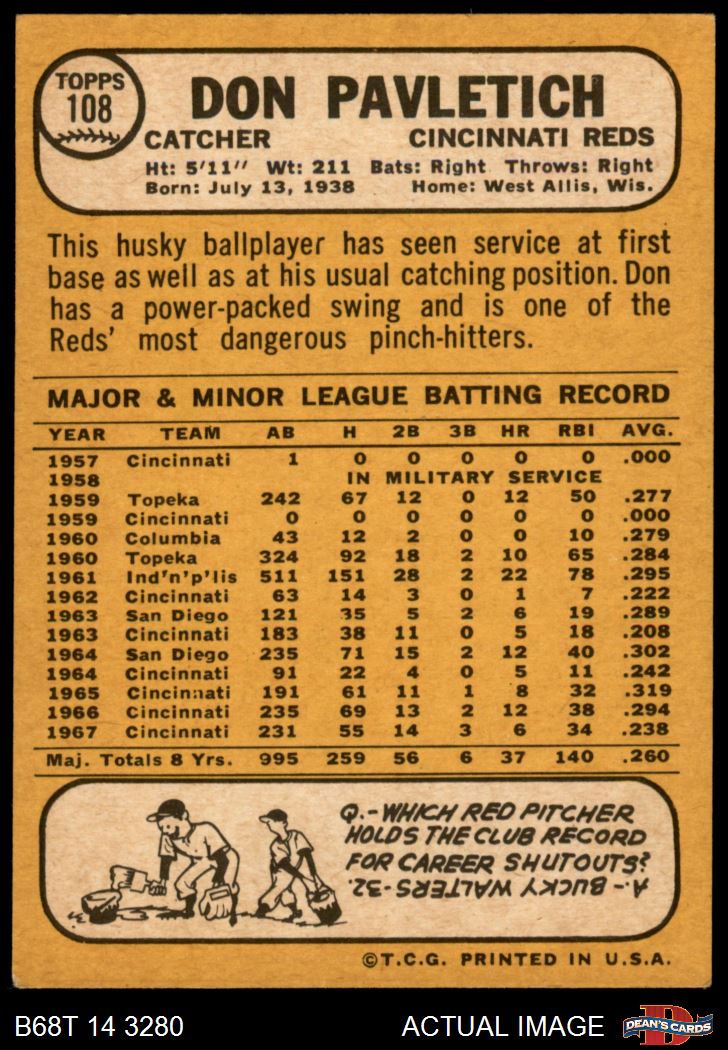 TOPPS
108
DON PAVLETICH
CATCHER CINCINNATI REDS
Ht: 5'11" Wt: 211 Bats: Right Throws: Right
Born: July 13, 1938 Home: West Allis, Wis.
This husky ballplayer has seen service at first
base as well as at his usual catching position. Don
has a power-packed swing and is one of the
Reds' most dangerous pinch-hitters.
MAJOR & MINOR LEAGUE BATTING RECORD
YEAR TEAM AB H 2B 3B HR RBI AVG.
1957 Cincinnati 1 0 0 0 0 0 .000
1958 IN MILITARY SERVICE
1959 Topeka 242 67 12 0 12 50 .277
1959 Cincinnati 0 0 0 0 0 0 .000
1960 Columbia 43 12 2 0 0 10 .279
1960 Topeka 324 92 18 2 10 65 .284
1961 Ind'n'p'lis 511 151 28 2 22 78 .295
1962 Cincinnati 63 14 3 0 1 7 .222
1963 San Diego 121 35 5 2 6 19 .289
1963 Cincinnati 183 38 11 0 5 18 .208
1964 San Diego 235 71 15 2 12 40 .302
1964 Cincinnati 91 22 4 0 5 11 .242
1965 Cincinnati 191 61 11 1 8 32 .319
1966 Cincinnati 235 69 13 2 12 38 .294
1967 Cincinnati 231 55 14 3 6 34 .238
Maj. Totals 8 Yrs. 995 259 56 6 37 140 .260
Q.-WHICH RED PITCHER
HOLDS THE CLUB RECORD
FOR CAREER SHUTOUTS?
A.-BUCKY WALTERS-32.
©T.C.G. PRINTED IN U.S.A.
B68T 14 3280 ACTUAL IMAGE
D
DEAN'S CARDS